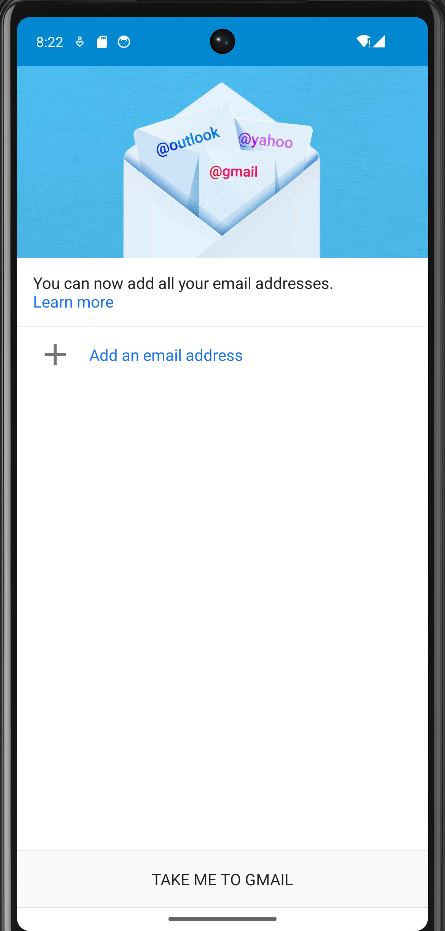 8:22
@outlook
@yahoo
@gmail
You can now add all your email addresses.
Learn more
Add an email address
TAKE ME TO GMAIL